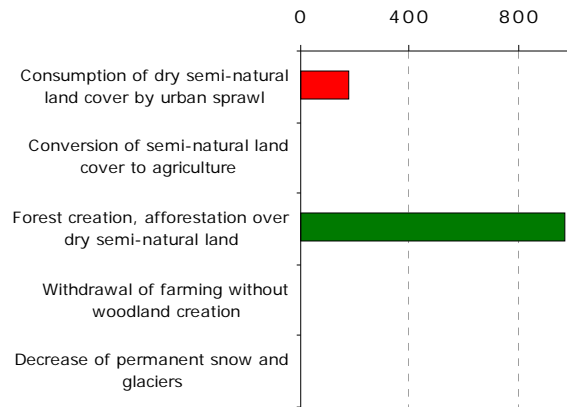 0 400 800
Consumption of dry semi-natural
land cover by urban sprawl
Conversion of semi-natural land
cover to agriculture
Forest creation, afforestation over
dry semi-natural land
Withdrawal of farming without
woodland creation
Decrease of permanent snow and
glaciers